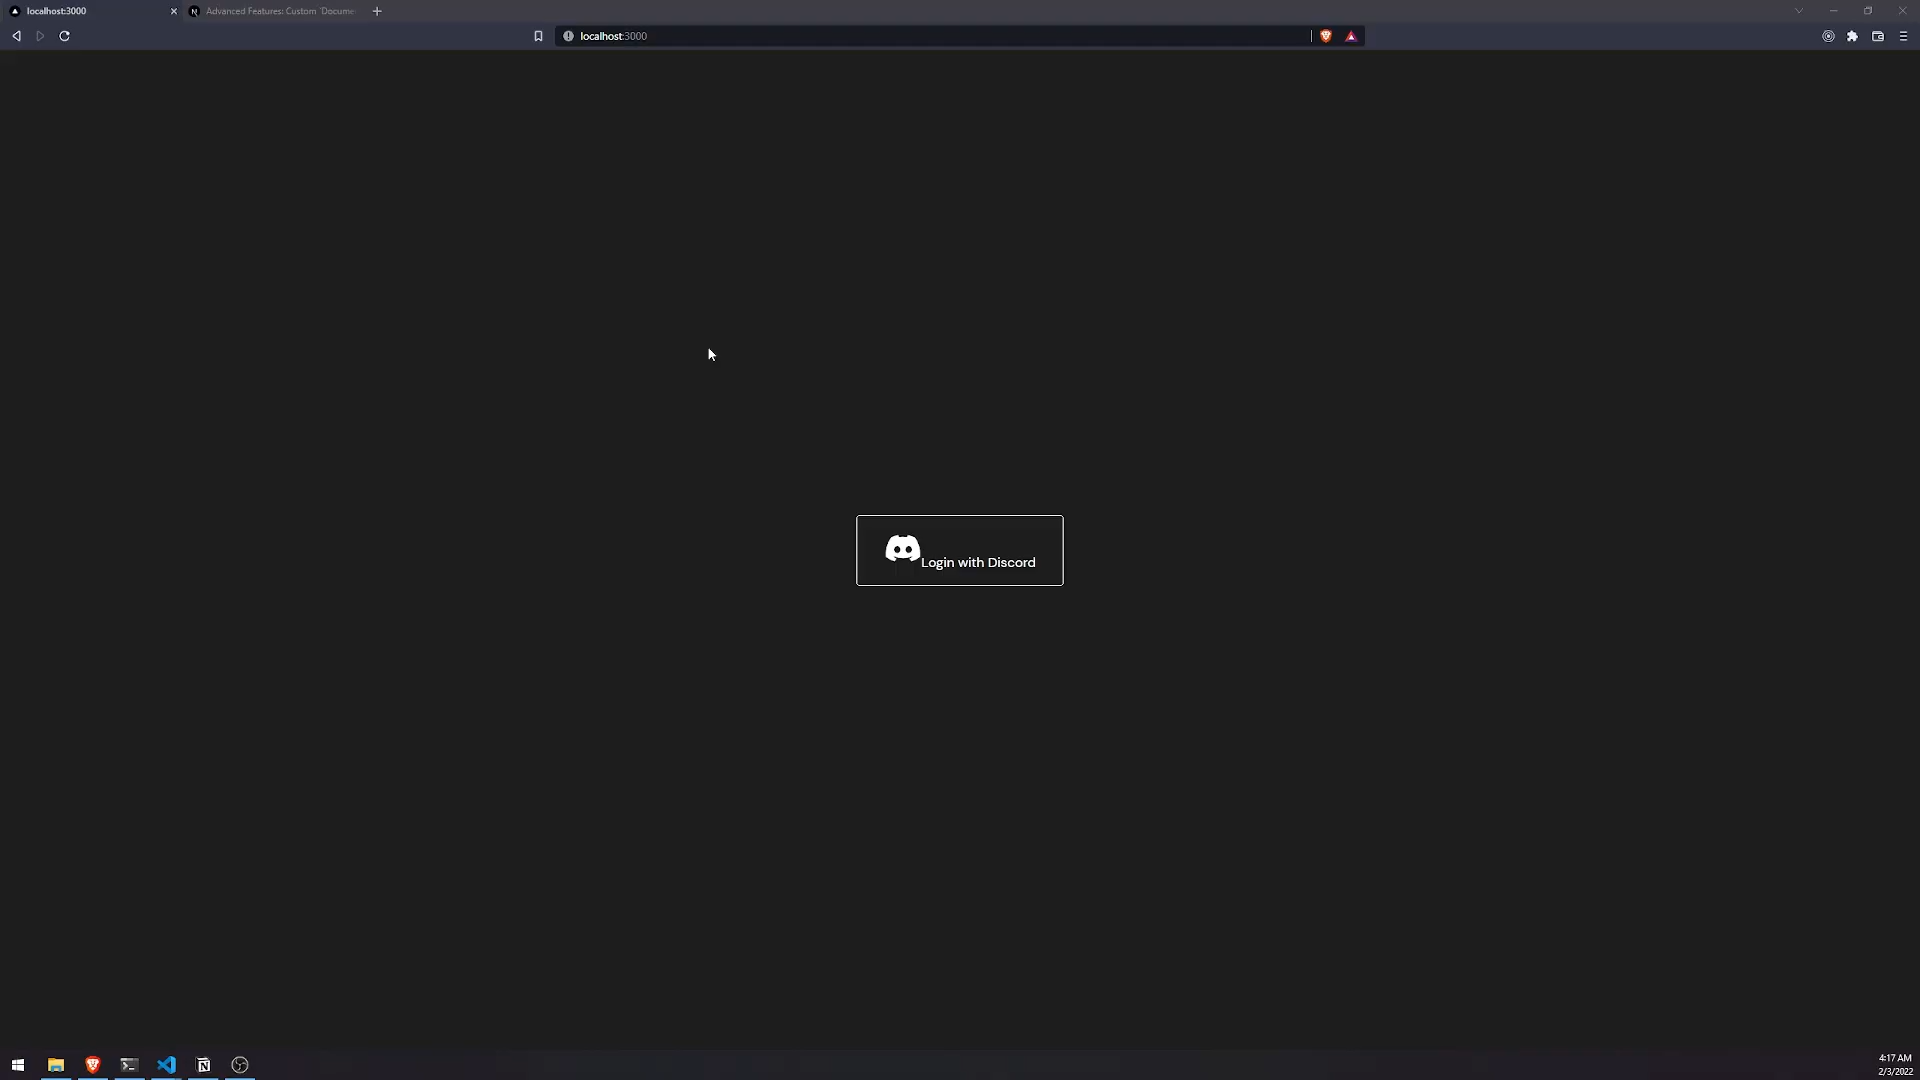 localhost:3000
Advanced Features: Custom `Docume
localhost:3000
Login with Discord
4:17 AM
2/3/2022